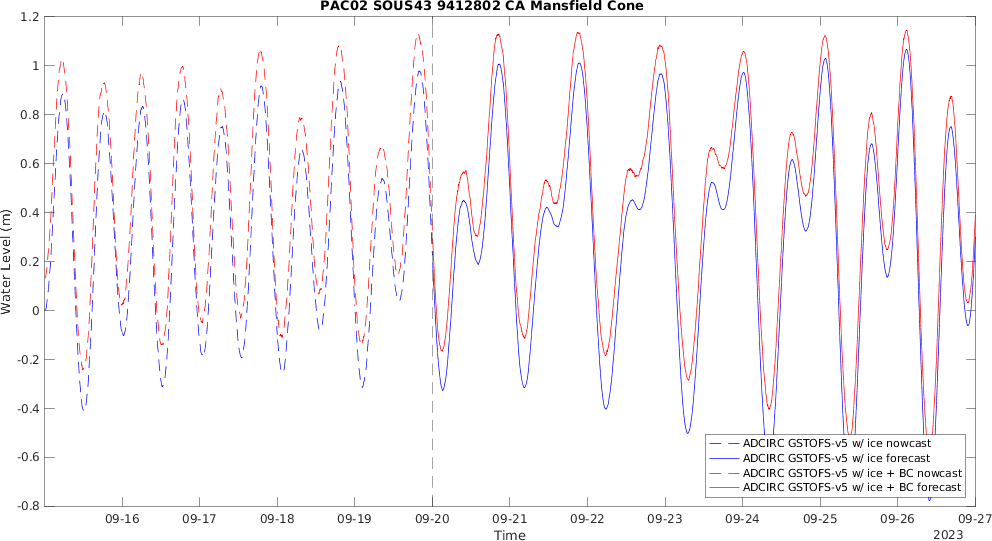 PAC02 SOUS43 9412802 CA Mansfield Cone
1.2
1
0.8
0.6
0.4
0.2
0
-0.2
-0.4
-0.6
-0.8
Water Level (m)
ADCIRC GSTOFS-v5 w/ ice nowcast
ADCIRC GSTOFS-v5 w/ ice forecast
ADCIRC GSTOFS-v5 w/ ice + BC nowcast
ADCIRC GSTOFS-v5 w/ ice + BC forecast
09-16 09-17 09-18 09-19 09-20 09-21 09-22 09-23 09-24 09-25 09-26 09-27
Time
2023